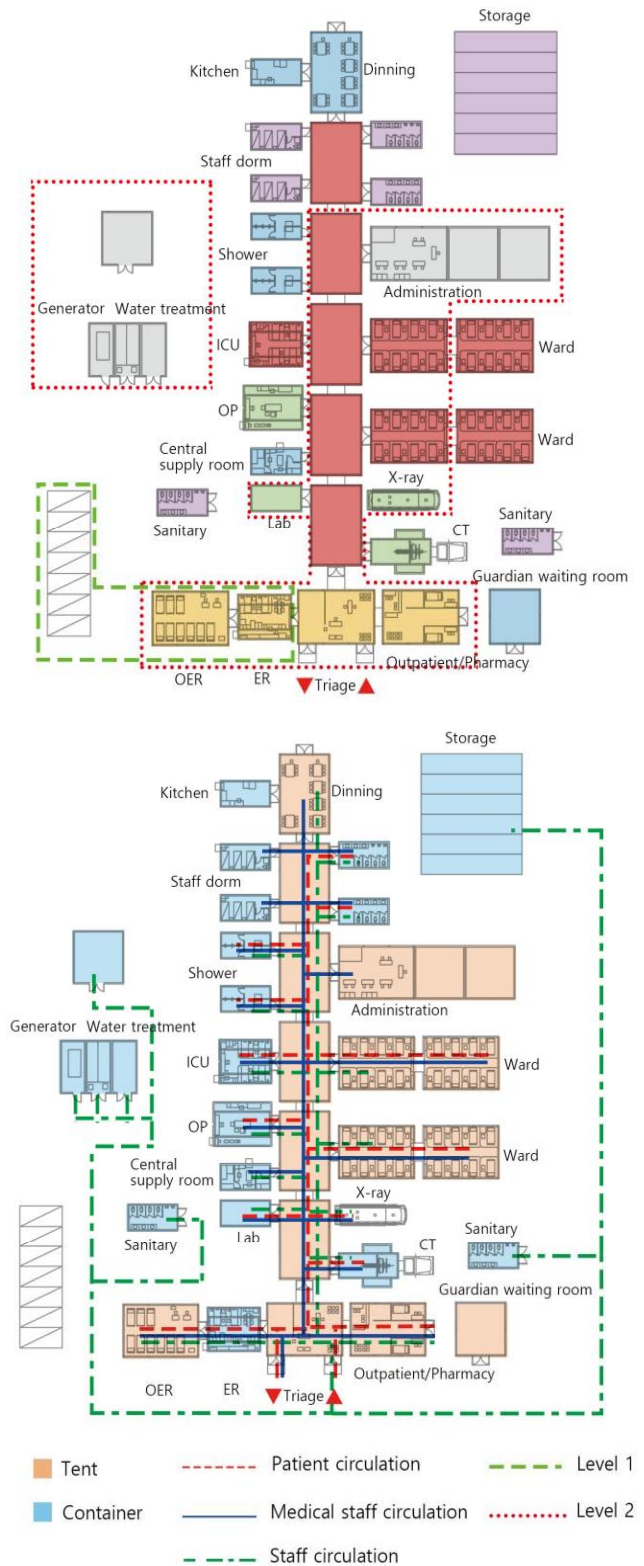 Storage
Kitchen
Dinning
Staff dorm
Shower
Administration
Generator Water treatment
ICU
Ward
OP
Central
supply room
Ward
X-ray
Sanitary
Lab
CT
Sanitary
Guardian waiting room
OER
ER
Triage
Outpatient/Pharmacy
Storage
Kitchen
Dinning
Staff dorm
Shower
Administration
Generator Water treatment
ICU
Ward
OP
Central
supply room
Ward
X-ray
Sanitary
Lab
CT
Sanitary
Guardian waiting room
OER
ER
Triage
Outpatient/Pharmacy
Tent
Patient circulation
Level 1
Container
Medical staff circulation
Level 2
Staff circulation